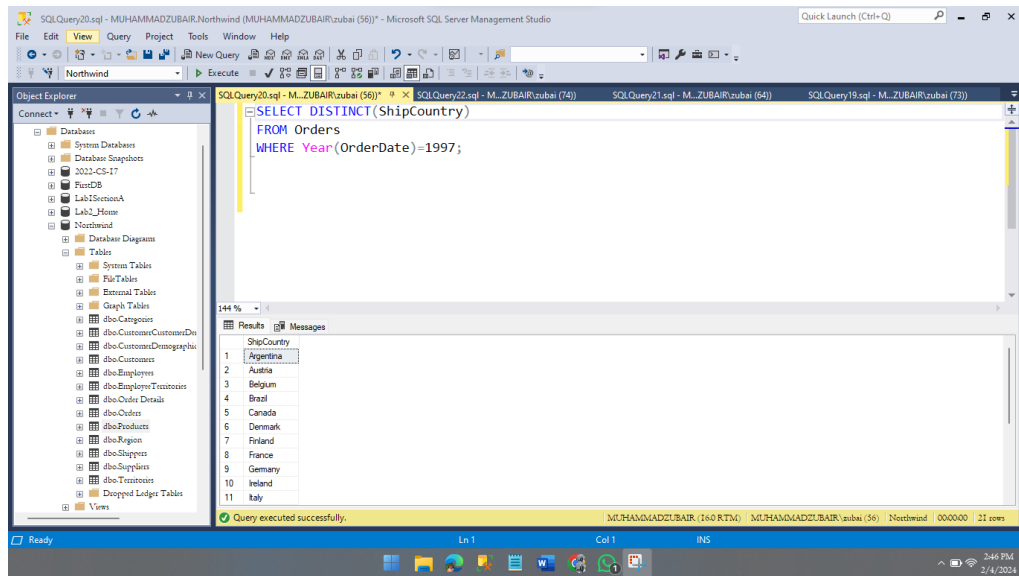 SQLQuery20.sql - MUHAMMADZUBAIR.Northwind (MUHAMMADZUBAIR\zubai (56))* - Microsoft SQL Server Management Studio
Quick Launch (Ctrl+Q)
File Edit View Query Project Tools Window Help
New Query
Northwind
Execute
Object Explorer
SQLQuery20.sql - M...ZUBAIR\zubai (56))* SQLQuery22.sql - M...ZUBAIR\zubai (74)) SQLQuery21.sql - M...ZUBAIR\zubai (64)) SQLQuery19.sql - M...ZUBAIR\zubai (73))
Connect
Databases
System Databases
Database Snapshots
2022-CS-17
FirstDB
Lab1SectionA
Lab2_Home
Northwind
Database Diagrams
Tables
System Tables
FileTables
External Tables
Graph Tables
dbo.Categories
dbo.CustomerCustomerDe
dbo.CustomerDemographic
dbo.Customers
dbo.Employees
dbo.EmployeeTerritories
dbo.Order Details
dbo.Orders
dbo.Products
dbo.Region
dbo.Shippers
dbo.Suppliers
dbo.Territories
Dropped Ledger Tables
Views
SELECT DISTINCT(ShipCountry)
FROM Orders
WHERE Year(OrderDate)=1997;
144 %
Results Messages
ShipCountry
1 Argentina
2 Austria
3 Belgium
4 Brazil
5 Canada
6 Denmark
7 Finland
8 France
9 Germany
10 Ireland
11 Italy
Query executed successfully. MUHAMMADZUBAIR (16.0 RTM) MUHAMMADZUBAIR\zubai (56) Northwind 00:00:00 21 rows
Ready Ln 1 Col 1 INS
2:46 PM
2/4/2024